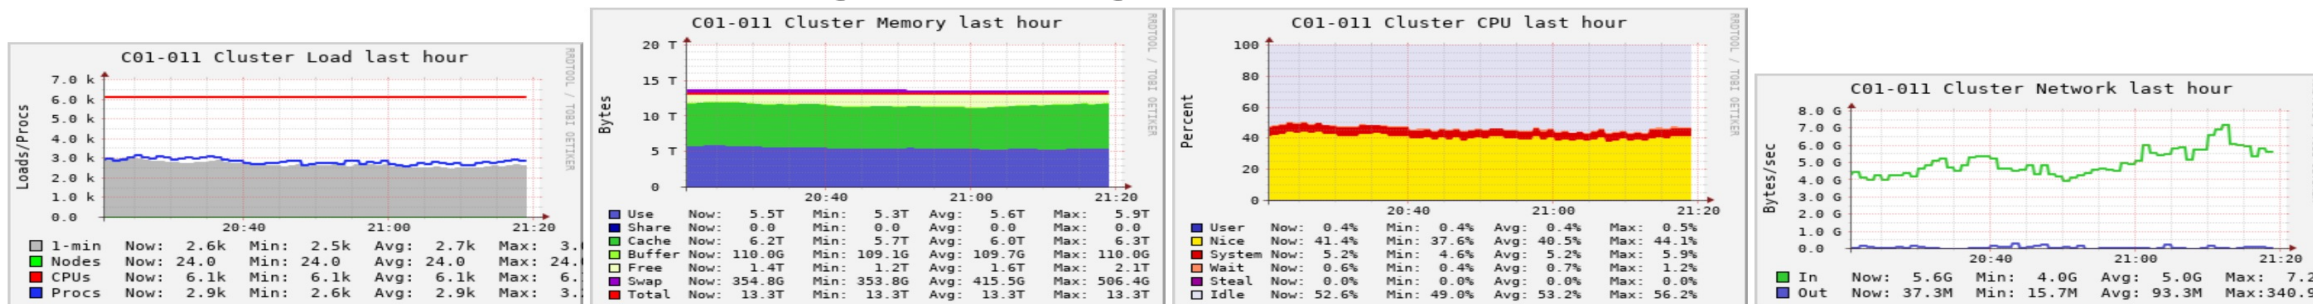 C01-011 Cluster Load last hour
RRDTOOL / TOBI OETIKER
Loads/Procs
7.0 k
6.0 k
5.0 k
4.0 k
3.0 k
2.0 k
1.0 k
0.0
20:40 21:00 21:20
1-min Now: 2.6k Min: 2.5k Avg: 2.7k Max: 3.
Nodes Now: 24.0 Min: 24.0 Avg: 24.0 Max: 24.
CPUs Now: 6.1k Min: 6.1k Avg: 6.1k Max: 6.
Procs Now: 2.9k Min: 2.6k Avg: 2.9k Max: 3.
C01-011 Cluster Memory last hour
RRDTOOL / TOBI OETIKER
Bytes
20 T
15 T
10 T
5 T
0
20:40 21:00 21:20
Use Now: 5.5T Min: 5.3T Avg: 5.6T Max: 5.9T
Share Now: 0.0 Min: 0.0 Avg: 0.0 Max: 0.0
Cache Now: 6.2T Min: 5.7T Avg: 6.0T Max: 6.3T
Buffer Now: 110.0G Min: 109.1G Avg: 109.7G Max: 110.0G
Free Now: 1.4T Min: 1.2T Avg: 1.6T Max: 2.1T
Swap Now: 354.8G Min: 353.8G Avg: 415.5G Max: 506.4G
Total Now: 13.3T Min: 13.3T Avg: 13.3T Max: 13.3T
C01-011 Cluster CPU last hour
RRDTOOL / TOBI OETIKER
Percent
100
80
60
40
20
0
20:40 21:00 21:20
User Now: 0.4% Min: 0.4% Avg: 0.4% Max: 0.5%
Nice Now: 41.4% Min: 37.6% Avg: 40.5% Max: 44.1%
System Now: 5.2% Min: 4.6% Avg: 5.2% Max: 5.9%
Wait Now: 0.6% Min: 0.4% Avg: 0.7% Max: 1.2%
Steal Now: 0.0% Min: 0.0% Avg: 0.0% Max: 0.0%
Idle Now: 52.6% Min: 49.0% Avg: 53.2% Max: 56.2%
C01-011 Cluster Network last hour
Bytes/sec
8.0 G
7.0 G
6.0 G
5.0 G
4.0 G
3.0 G
2.0 G
1.0 G
0.0
20:40 21:00 21:20
In Now: 5.6G Min: 4.0G Avg: 5.0G Max: 7.2
Out Now: 37.3M Min: 15.7M Avg: 93.3M Max: 340.